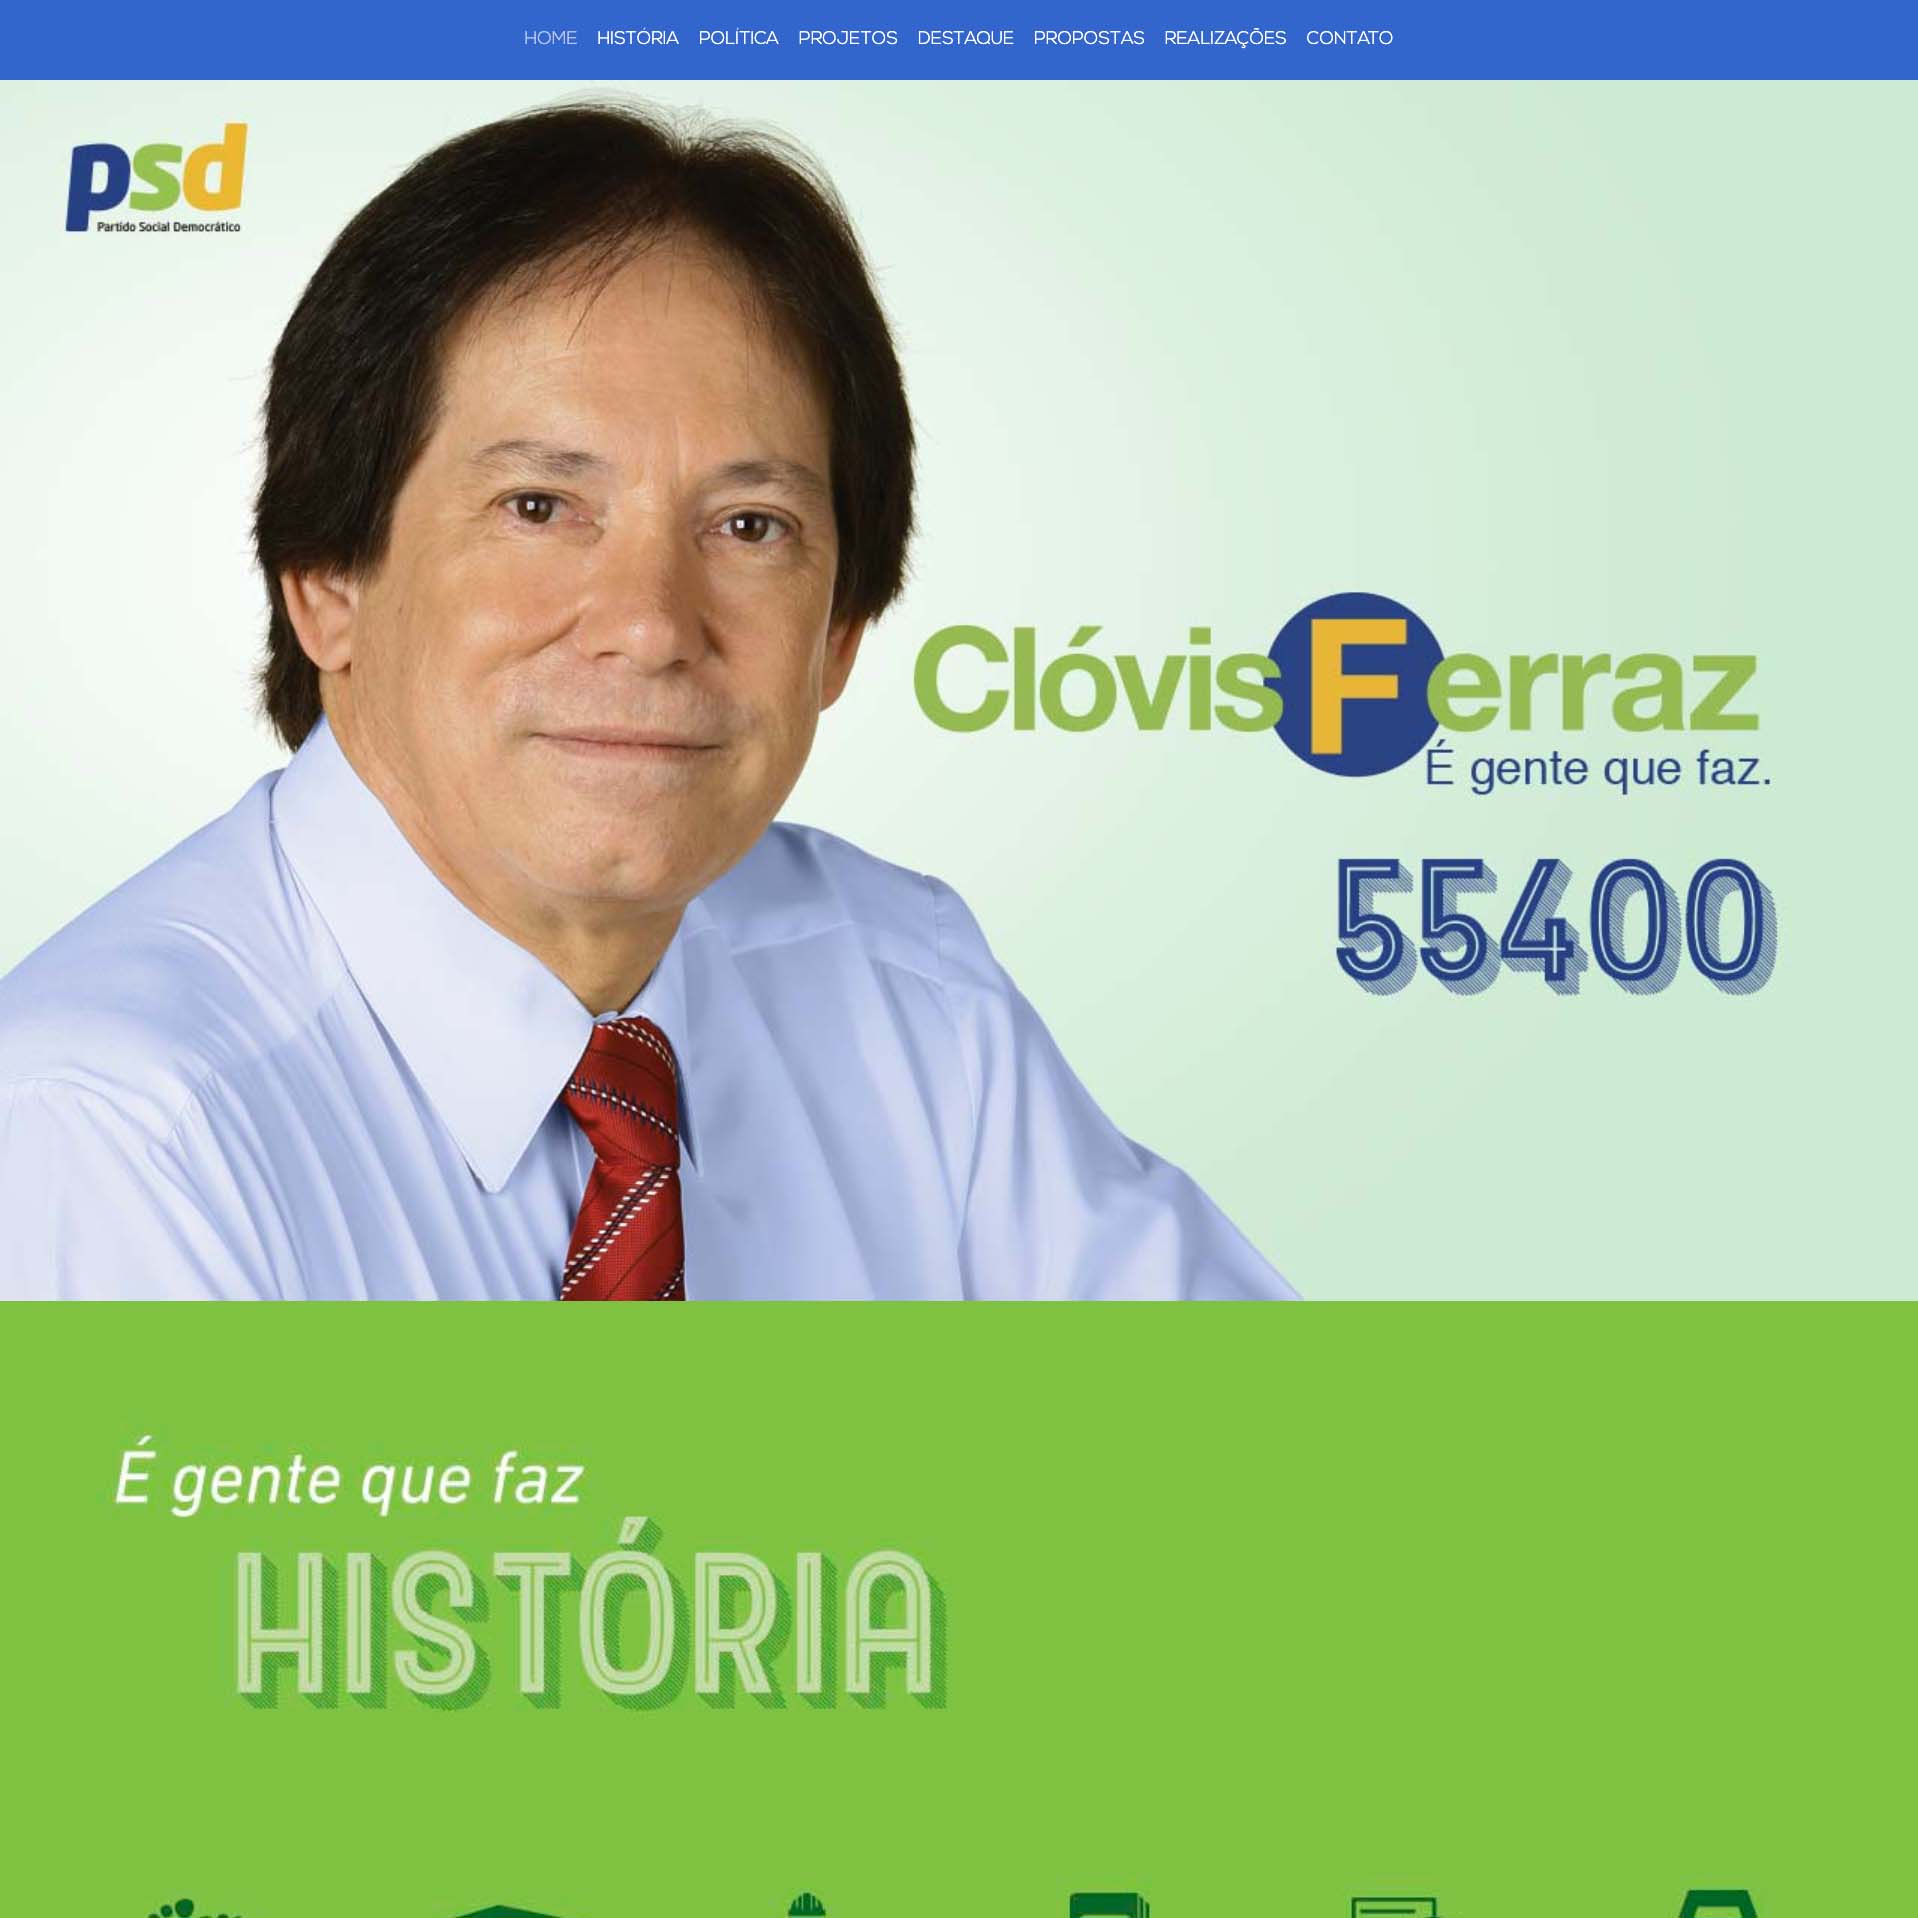 HOME HISTÓRIA POLÍTICA PROJETOS DESTAQUE PROPOSTAS REALIZAÇÕES CONTATO
psd
Partido Social Democrático
Clóvis Ferraz
É gente que faz.
55400
É gente que faz
HISTÓRIA